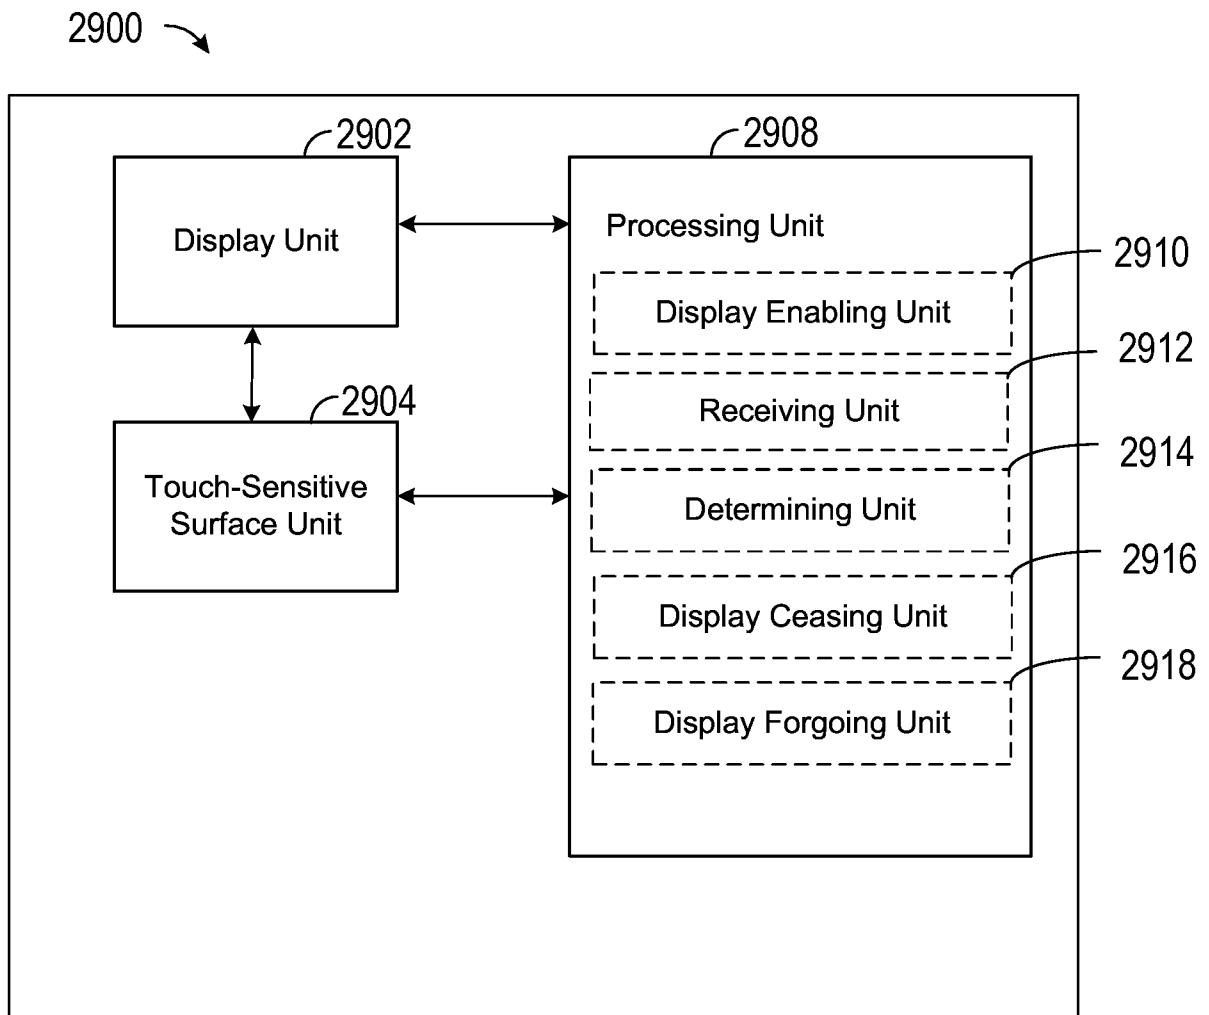 2900
2902
2908
Display Unit
Processing Unit
2910
Display Enabling Unit
2912
2904
Receiving Unit
2914
Touch-Sensitive
Surface Unit
Determining Unit
2916
Display Ceasing Unit
2918
Display Forgoing Unit